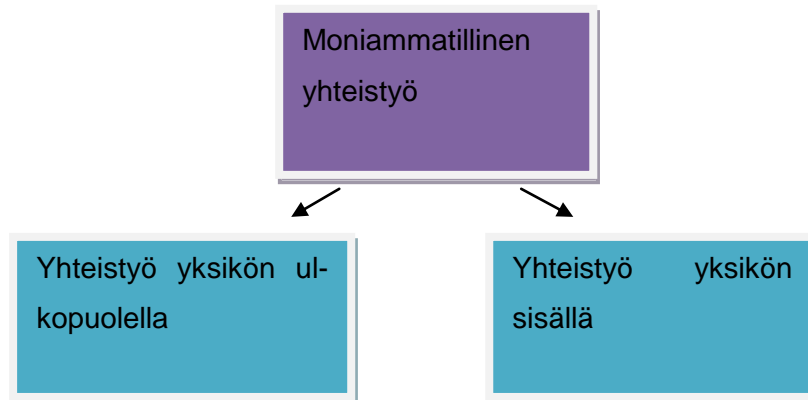 Moniammatillinen
yhteistyö
Yhteistyö yksikön ul-
kopuolella
Yhteistyö yksikön
sisällä